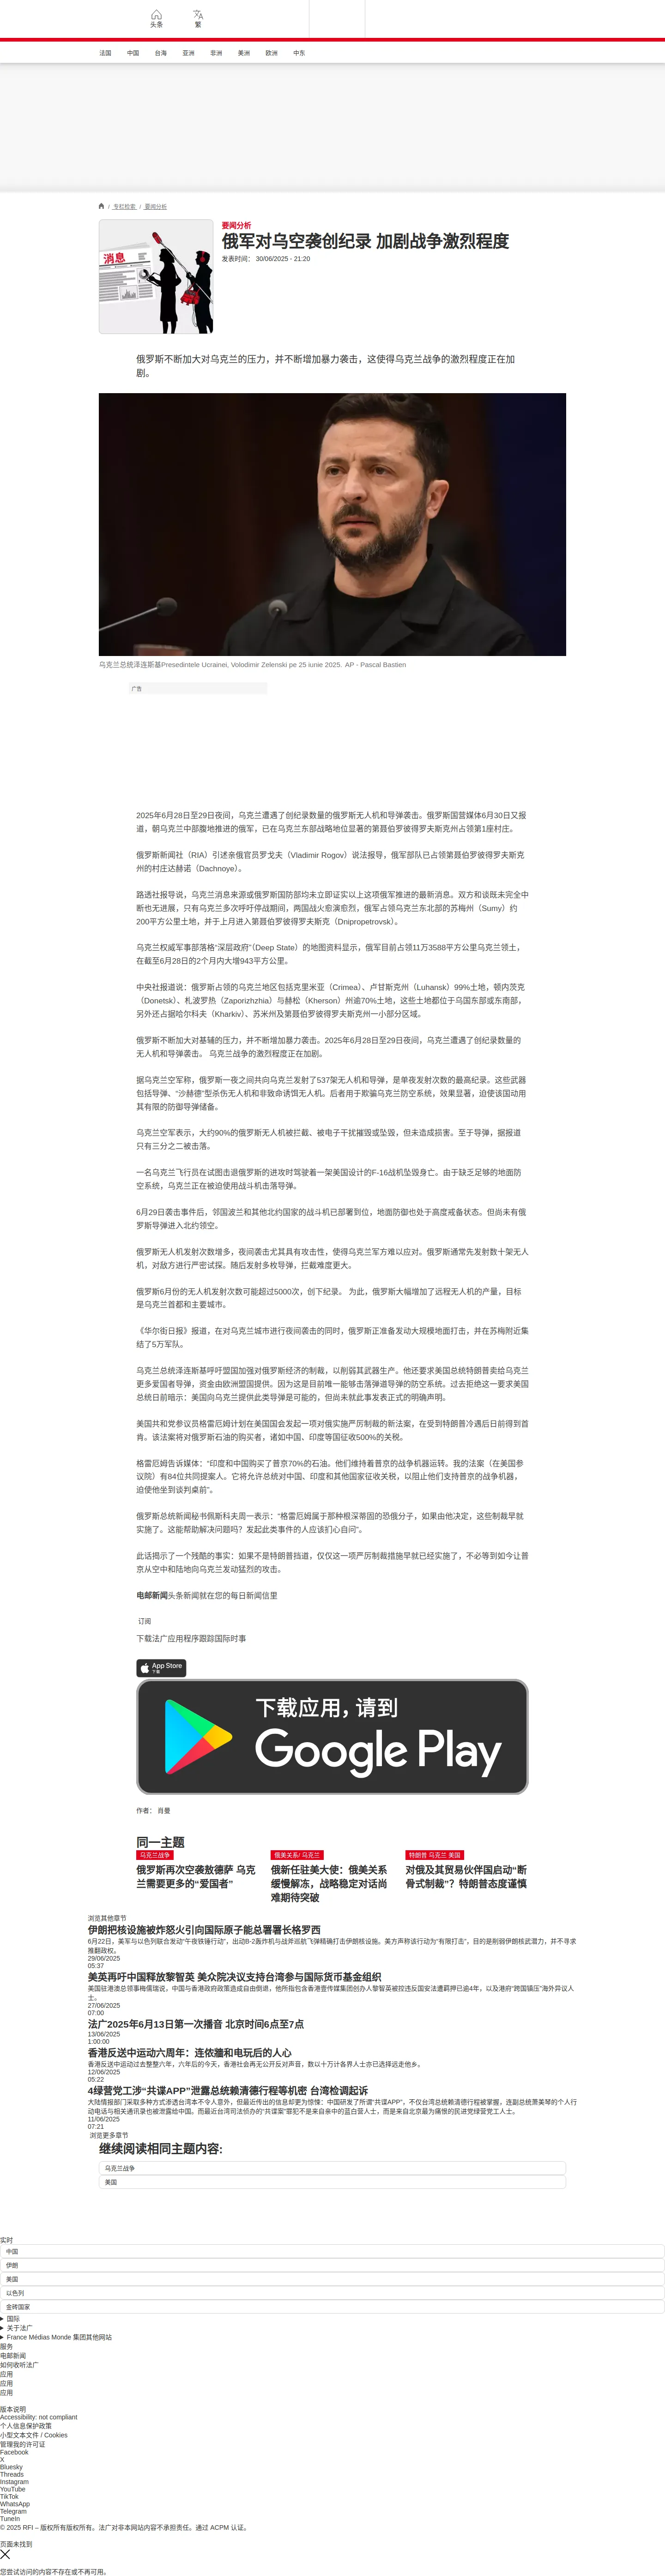 头条
繁
法国
中国
台海
亚洲
非洲
美洲
欧洲
中东
/ 专栏检索 / 要闻分析
消息
要闻分析
俄军对乌空袭创纪录 加剧战争激烈程度
发表时间： 30/06/2025 - 21:20
俄罗斯不断加大对乌克兰的压力，并不断增加暴力袭击，这使得乌克兰战争的激烈程度正在加
剧。
乌克兰总统泽连斯基Presedintele Ucrainei, Volodimir Zelenski pe 25 iunie 2025. AP - Pascal Bastien
广告
2025年6月28日至29日夜间，乌克兰遭遇了创纪录数量的俄罗斯无人机和导弹袭击。俄罗斯国营媒体6月30日又报
道，朝乌克兰中部腹地推进的俄军，已在乌克兰东部战略地位显著的第聂伯罗彼得罗夫斯克州占领第1座村庄。
俄罗斯新闻社（RIA）引述亲俄官员罗戈夫（Vladimir Rogov）说法报导，俄军部队已占领第聂伯罗彼得罗夫斯克
州的村庄达赫诺（Dachnoye）。
路透社报导说，乌克兰消息来源或俄罗斯国防部均未立即证实以上这项俄军推进的最新消息。双方和谈既未完全中
断也无进展，只有乌克兰多次呼吁停战期间，两国战火愈演愈烈，俄军占领乌克兰东北部的苏梅州（Sumy）约
200平方公里土地，并于上月进入第聂伯罗彼得罗夫斯克（Dnipropetrovsk）。
乌克兰权威军事部落格“深层政府”（Deep State）的地图资料显示，俄军目前占领11万3588平方公里乌克兰领土，
在截至6月28日的2个月内大增943平方公里。
中央社报道说：俄罗斯占领的乌克兰地区包括克里米亚（Crimea）、卢甘斯克州（Luhansk）99%土地，顿内茨克
（Donetsk）、札波罗热（Zaporizhzhia）与赫松（Kherson）州逾70%土地，这些土地都位于乌国东部或东南部，
另外还占据哈尔科夫（Kharkiv）、苏米州及第聂伯罗彼得罗夫斯克州一小部分区域。
俄罗斯不断加大对基辅的压力，并不断增加暴力袭击。2025年6月28日至29日夜间，乌克兰遭遇了创纪录数量的
无人机和导弹袭击。 乌克兰战争的激烈程度正在加剧。
据乌克兰空军称，俄罗斯一夜之间共向乌克兰发射了537架无人机和导弹，是单夜发射次数的最高纪录。这些武器
包括导弹、“沙赫德”型杀伤无人机和非致命诱饵无人机。后者用于欺骗乌克兰防空系统，效果显著，迫使该国动用
其有限的防御导弹储备。
乌克兰空军表示，大约90%的俄罗斯无人机被拦截、被电子干扰摧毁或坠毁，但未造成损害。至于导弹，据报道
只有三分之二被击落。
一名乌克兰飞行员在试图击退俄罗斯的进攻时驾驶着一架美国设计的F-16战机坠毁身亡。由于缺乏足够的地面防
空系统，乌克兰正在被迫使用战斗机击落导弹。
6月29日袭击事件后，邻国波兰和其他北约国家的战斗机已部署到位，地面防御也处于高度戒备状态。但尚未有俄
罗斯导弹进入北约领空。
俄罗斯无人机发射次数增多，夜间袭击尤其具有攻击性，使得乌克兰军方难以应对。俄罗斯通常先发射数十架无人
机，对敌方进行严密试探。随后发射多枚导弹，拦截难度更大。
俄罗斯6月份的无人机发射次数可能超过5000次，创下纪录。 为此，俄罗斯大幅增加了远程无人机的产量，目标
是乌克兰首都和主要城市。
《华尔街日报》报道，在对乌克兰城市进行夜间袭击的同时，俄罗斯正准备发动大规模地面打击，并在苏梅附近集
结了5万军队。
乌克兰总统泽连斯基呼吁盟国加强对俄罗斯经济的制裁，以削弱其武器生产。他还要求美国总统特朗普卖给乌克兰
更多爱国者导弹，资金由欧洲盟国提供。因为这是目前唯一能够击落弹道导弹的防空系统。过去拒绝这一要求美国
总统日前暗示：美国向乌克兰提供此类导弹是可能的，但尚未就此事发表正式的明确声明。
美国共和党参议员格雷厄姆计划在美国国会发起一项对俄实施严厉制裁的新法案，在受到特朗普冷遇后日前得到首
肯。该法案将对俄罗斯石油的购买者，诸如中国、印度等国征收500%的关税。
格雷厄姆告诉媒体：“印度和中国购买了普京70%的石油。他们维持着普京的战争机器运转。我的法案（在美国参
议院）有84位共同提案人。它将允许总统对中国、印度和其他国家征收关税，以阻止他们支持普京的战争机器，
迫使他坐到谈判桌前”。
俄罗斯总统新闻秘书佩斯科夫周一表示：“格雷厄姆属于那种根深蒂固的恐俄分子，如果由他决定，这些制裁早就
实施了。这能帮助解决问题吗？发起此类事件的人应该扪心自问”。
此话揭示了一个残酷的事实：如果不是特朗普挡道，仅仅这一项严厉制裁措施早就已经实施了，不必等到如今让普
京从空中和陆地向乌克兰发动猛烈的攻击。
电邮新闻头条新闻就在您的每日新闻信里
订阅
下载法广应用程序跟踪国际时事
App Store
下载
下载应用，请到
Google Play
作者： 肖曼
同一主题
乌克兰战争
俄罗斯再次空袭敖德萨 乌克
兰需要更多的“爱国者”
俄美关系/ 乌克兰
俄新任驻美大使：俄美关系
缓慢解冻，战略稳定对话尚
难期待突破
特朗普 乌克兰 美国
对俄及其贸易伙伴国启动“断
骨式制裁”？特朗普态度谨慎
浏览其他章节
伊朗把核设施被炸怒火引向国际原子能总署署长格罗西
6月22日，美军与以色列联合发动“午夜铁锤行动”，出动B-2轰炸机与战斧巡航飞弹精确打击伊朗核设施。美方声称该行动为“有限打击”，目的是削弱伊朗核武潜力，并不寻求
推翻政权。
29/06/2025
05:37
美英再吁中国释放黎智英 美众院决议支持台湾参与国际货币基金组织
美国驻港澳总领事梅儒瑞说，中国与香港政府政策造成自由倒退，他所指包含香港壹传媒集团创办人黎智英被控违反国安法遭羁押已逾4年，以及港府“跨国镇压”海外异议人
士。
27/06/2025
07:00
法广2025年6月13日第一次播音 北京时间6点至7点
13/06/2025
1:00:00
香港反送中运动六周年：连侬牆和电玩后的人心
香港反送中运动过去整整六年，六年后的今天，香港社会再无公开反对声音，数以十万计各界人士亦已选择远走他乡。
12/06/2025
05:22
4绿营党工涉“共谍APP”泄露总统赖清德行程等机密 台湾检调起诉
大陆情报部门采取多种方式渗透台湾本不令人意外，但最近传出的信息却更为惊悚：中国研发了所谓“共谍APP”，不仅台湾总统赖清德行程被掌握，连副总统萧美琴的个人行
动电话与相关通讯录也被泄露给中国。而最近台湾司法侦办的“共谍案”罪犯不是来自亲中的蓝白营人士，而是来自北京最为痛恨的民进党绿营党工人士。
11/06/2025
07:21
浏览更多章节
继续阅读相同主题内容:
乌克兰战争
美国
实时
中国
伊朗
美国
以色列
金砖国家
国际
关于法广
France Médias Monde 集团其他网站
服务
电邮新闻
如何收听法广
应用
应用
应用
版本说明
Accessibility: not compliant
个人信息保护政策
小型文本文件 / Cookies
管理我的许可证
Facebook
X
Bluesky
Threads
Instagram
YouTube
TikTok
WhatsApp
Telegram
TuneIn
© 2025 RFI – 版权所有版权所有。法广对非本网站内容不承担责任。通过 ACPM 认证。
页面未找到
您尝试访问的内容不存在或不再可用。